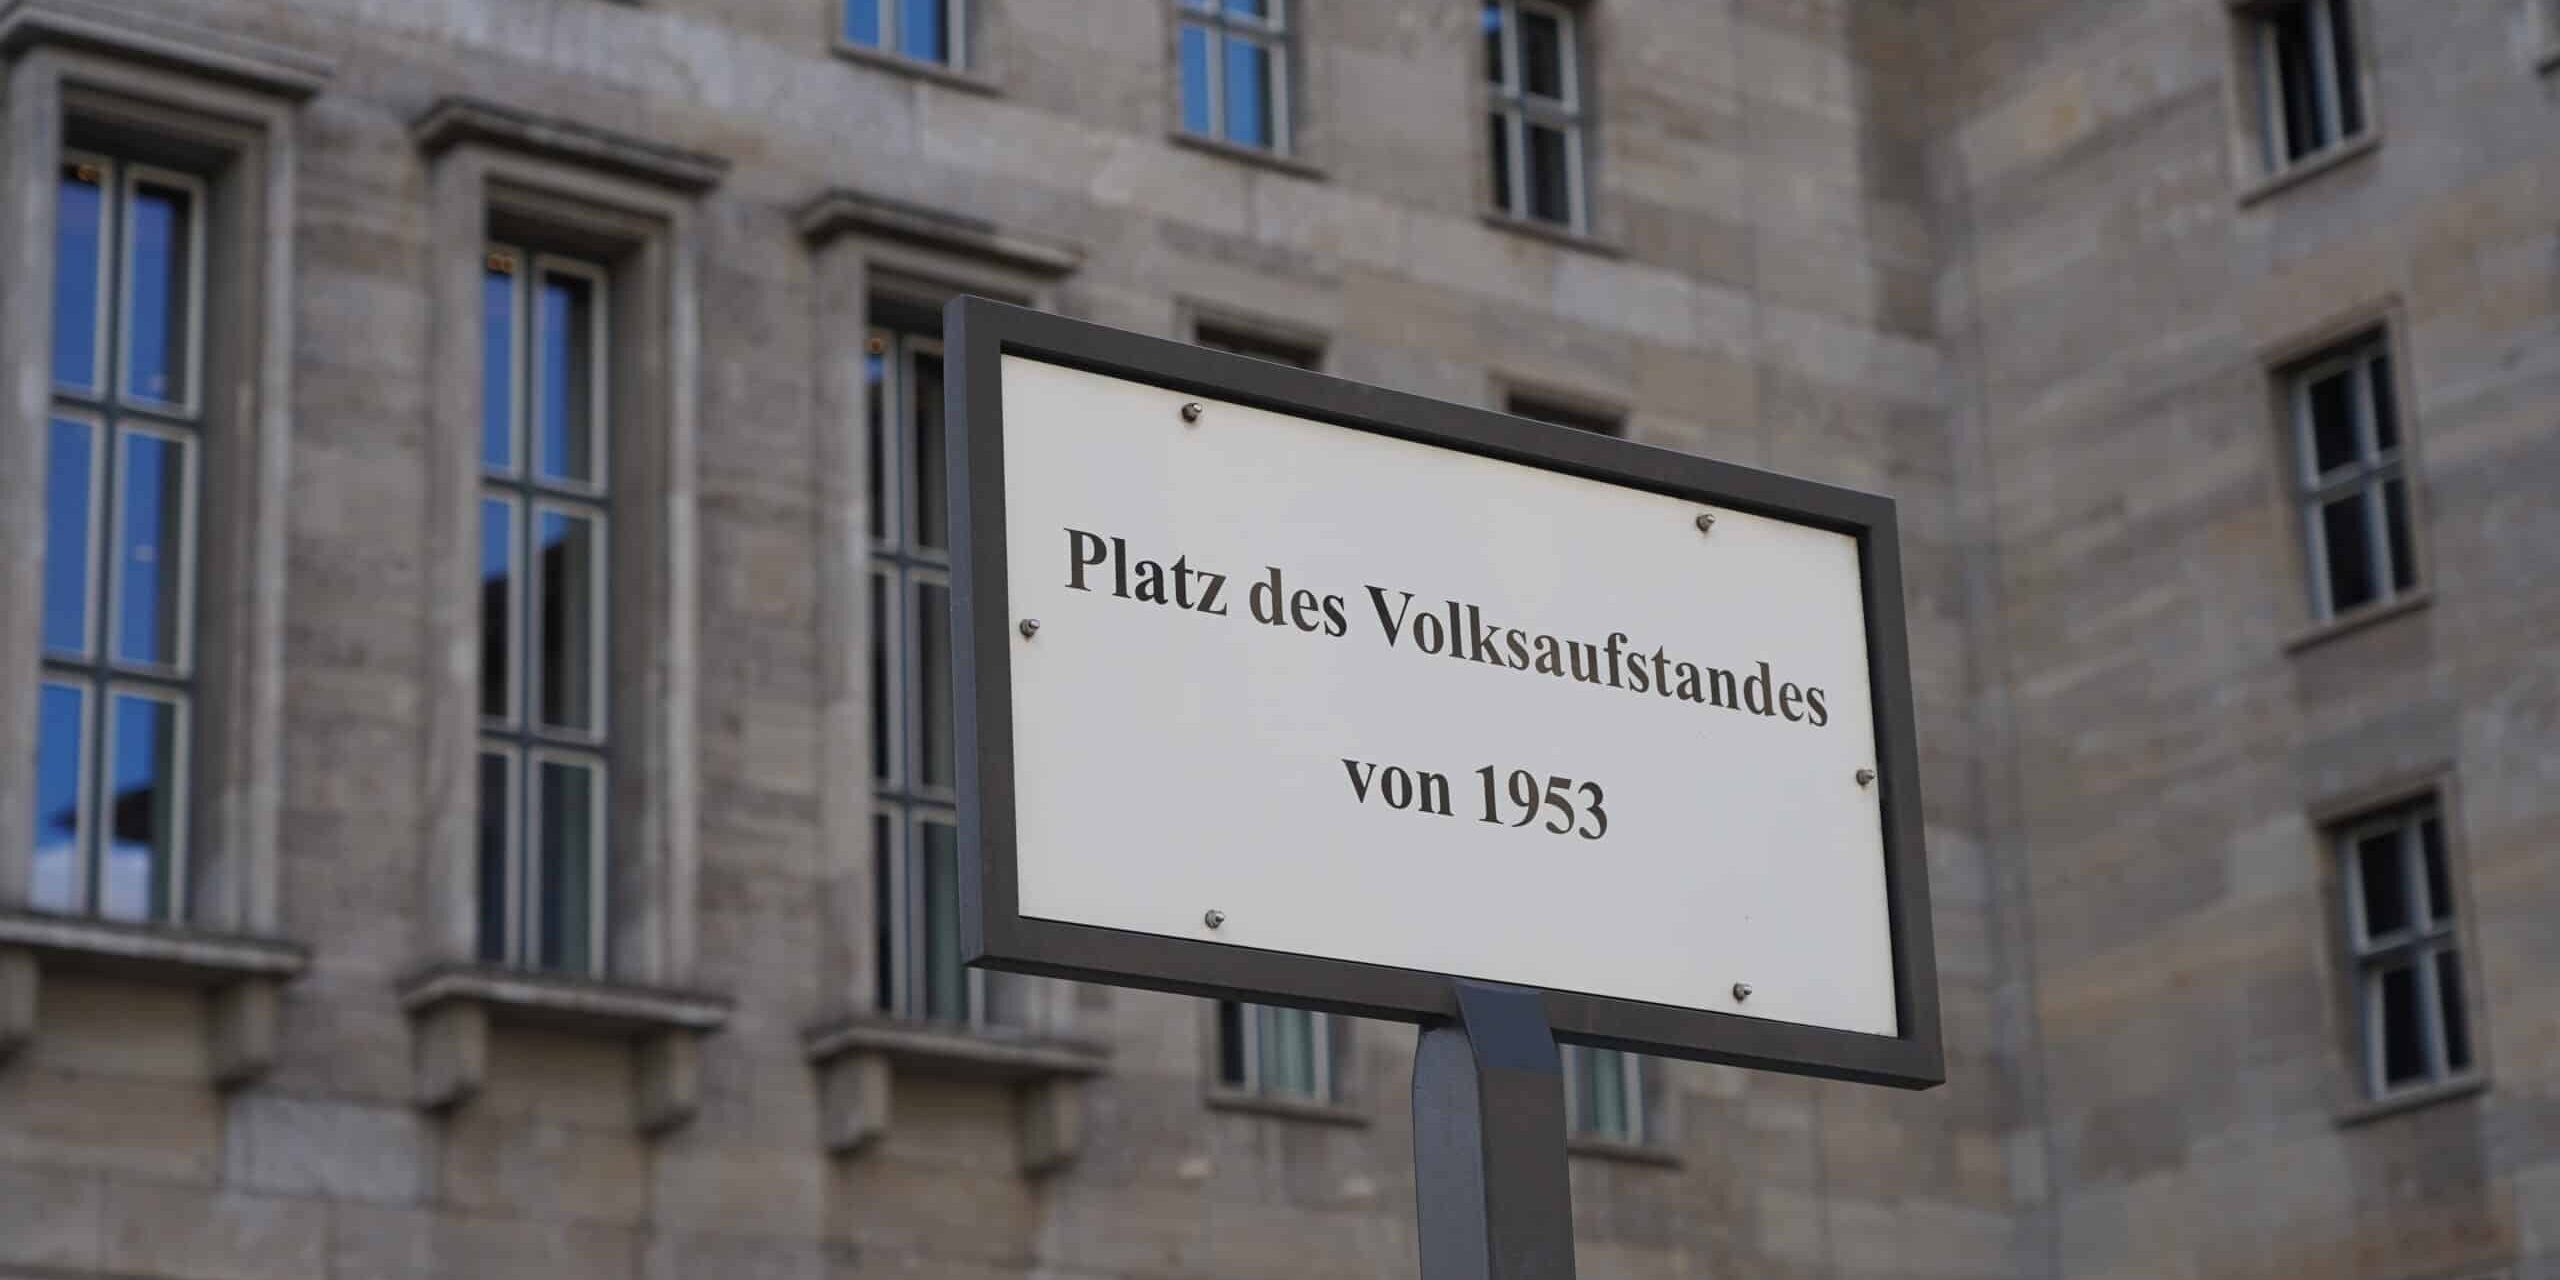 Platz des Volksaufstandes
von 1953